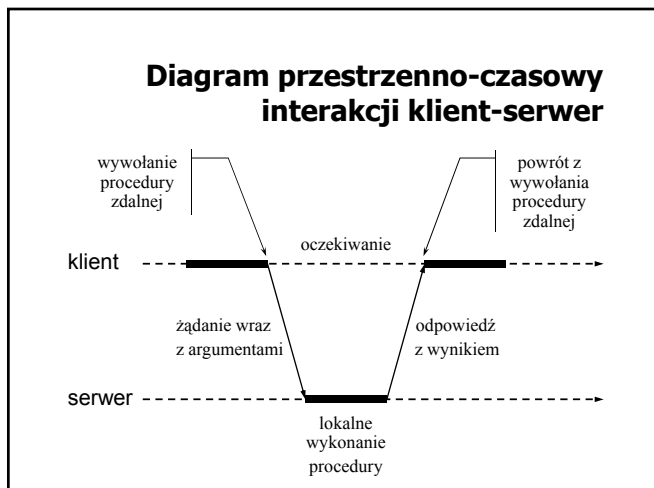 Diagram przestrzenno-czasowy
interakcji klient-serwer
wywołanie
procedury
zdalnej
powrót z
wywołania
procedury
zdalnej
oczekiwanie
klient
żądanie wraz
z argumentami
odpowiedź
z wynikiem
serwer
lokalne
wykonanie
procedury